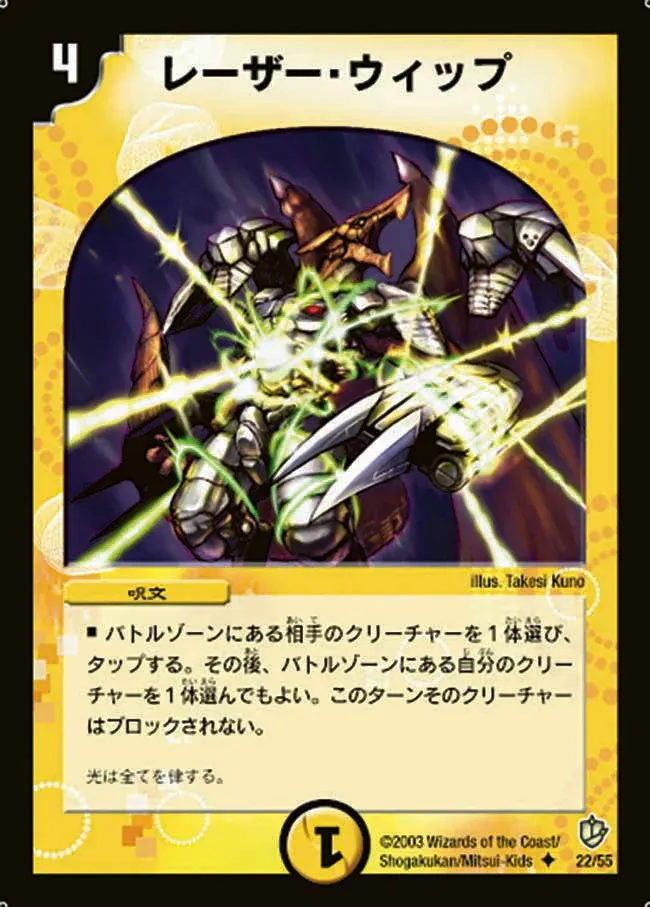 4
レーザー・ウィップ
illus. Takesi Kuno
呪文
■ バトルゾーンにある相手のクリーチャーを1体選び、
タップする。その後、バトルゾーンにある自分のクリー
チャーを1体選んでもよい。このターンそのクリーチャー
はブロックされない。
光は全てを律する。
1
©2003 Wizards of the Coast/
Shogakukan/Mitsui-Kids ♦ 22/55